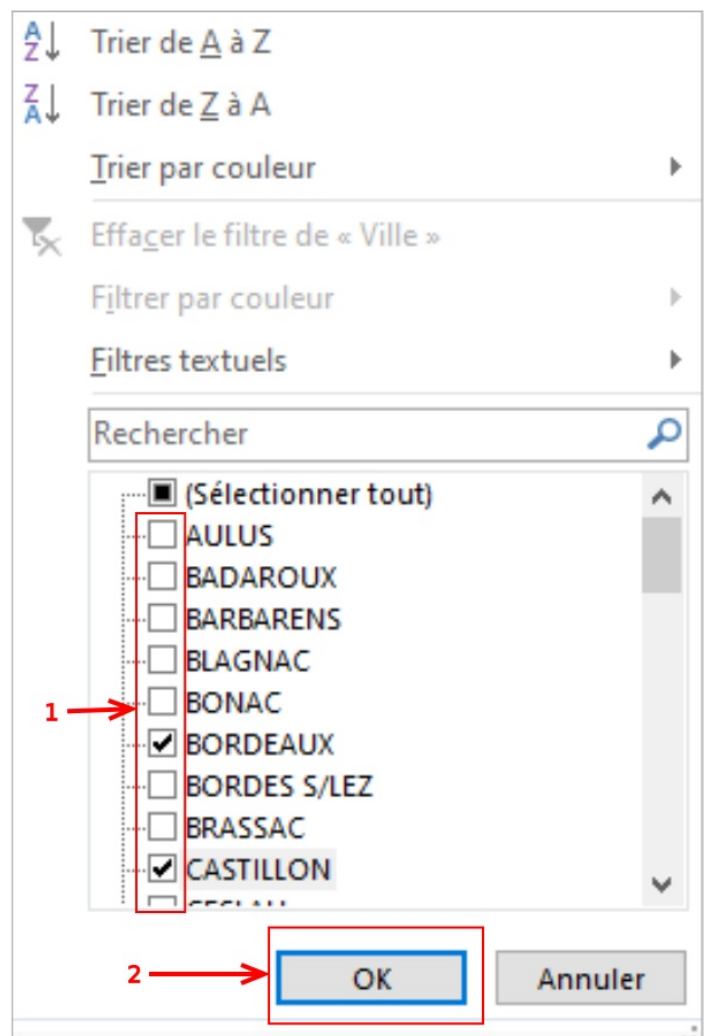 Trier de A à Z
Trier de Z à A
Trier par couleur
Effacer le filtre de « Ville »
Filtrer par couleur
Filtres textuels
Rechercher
(Sélectionner tout)
AULUS
BADAROUX
BARBARENS
BLAGNAC
1 BONAC
BORDEAUX
BORDES S/LEZ
BRASSAC
CASTILLON
2 OK Annuler